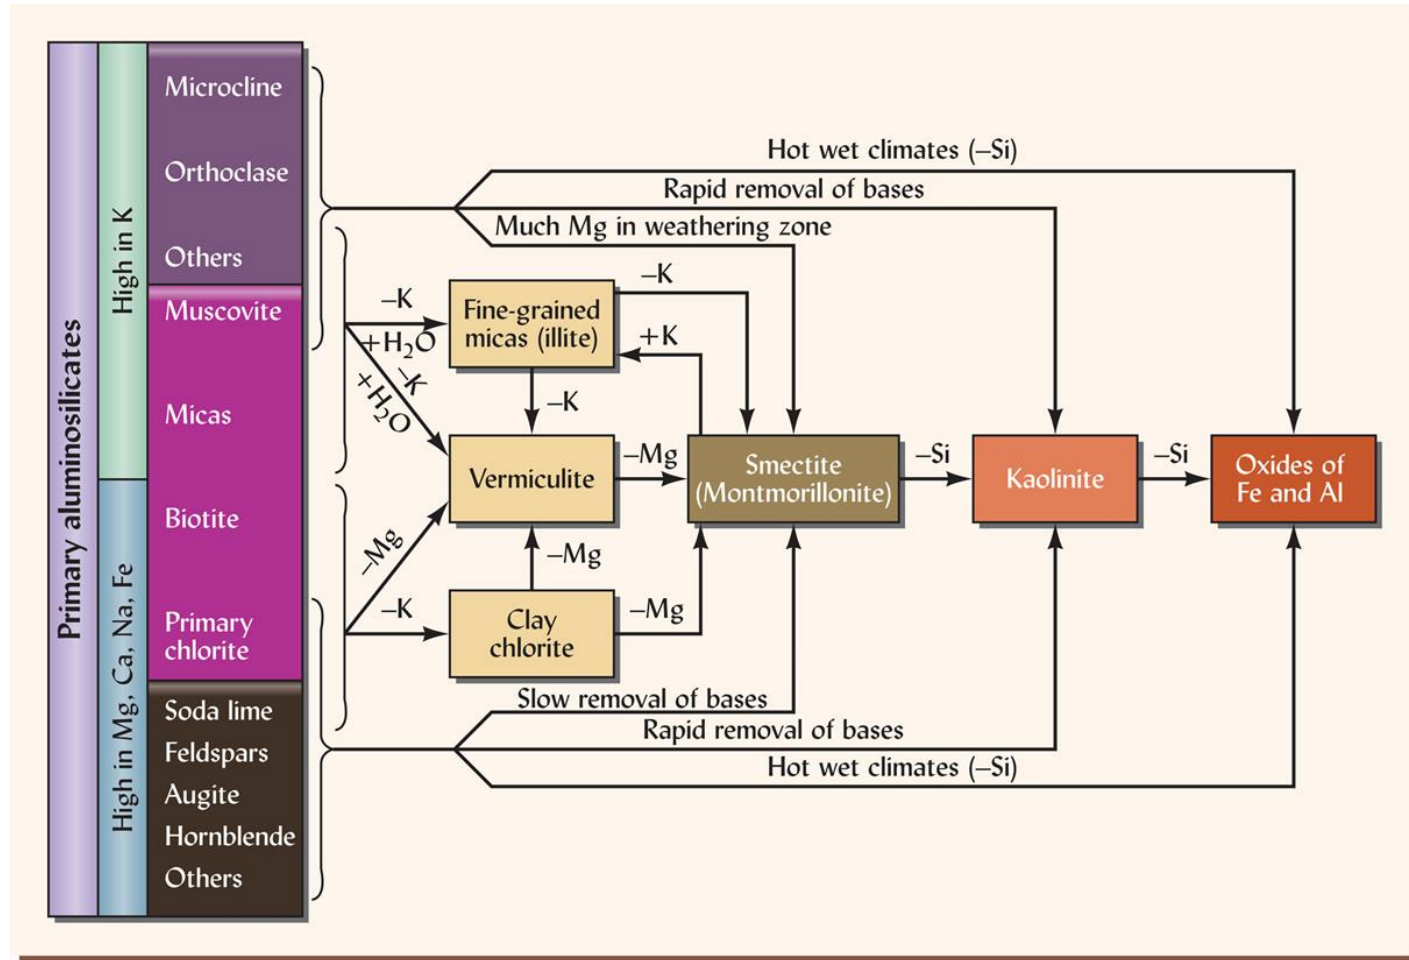 Primary aluminosilicates
High in K
High in Mg, Ca, Na, Fe
Microcline
Orthoclase
Others
Muscovite
Micas
Biotite
Primary
chlorite
Soda lime
Feldspars
Augite
Hornblende
Others
Hot wet climates (–Si)
Rapid removal of bases
Much Mg in weathering zone
–K
+H₂O
–K
+H₂O
Fine-grained
micas (illite)
–K
+K
–K
Vermiculite
–Mg
Smectite
(Montmorillonite)
–Si
Kaolinite
–Si
Oxides of
Fe and Al
–Mg
–Mg
–K
Clay
chlorite
–Mg
Slow removal of bases
Rapid removal of bases
Hot wet climates (–Si)